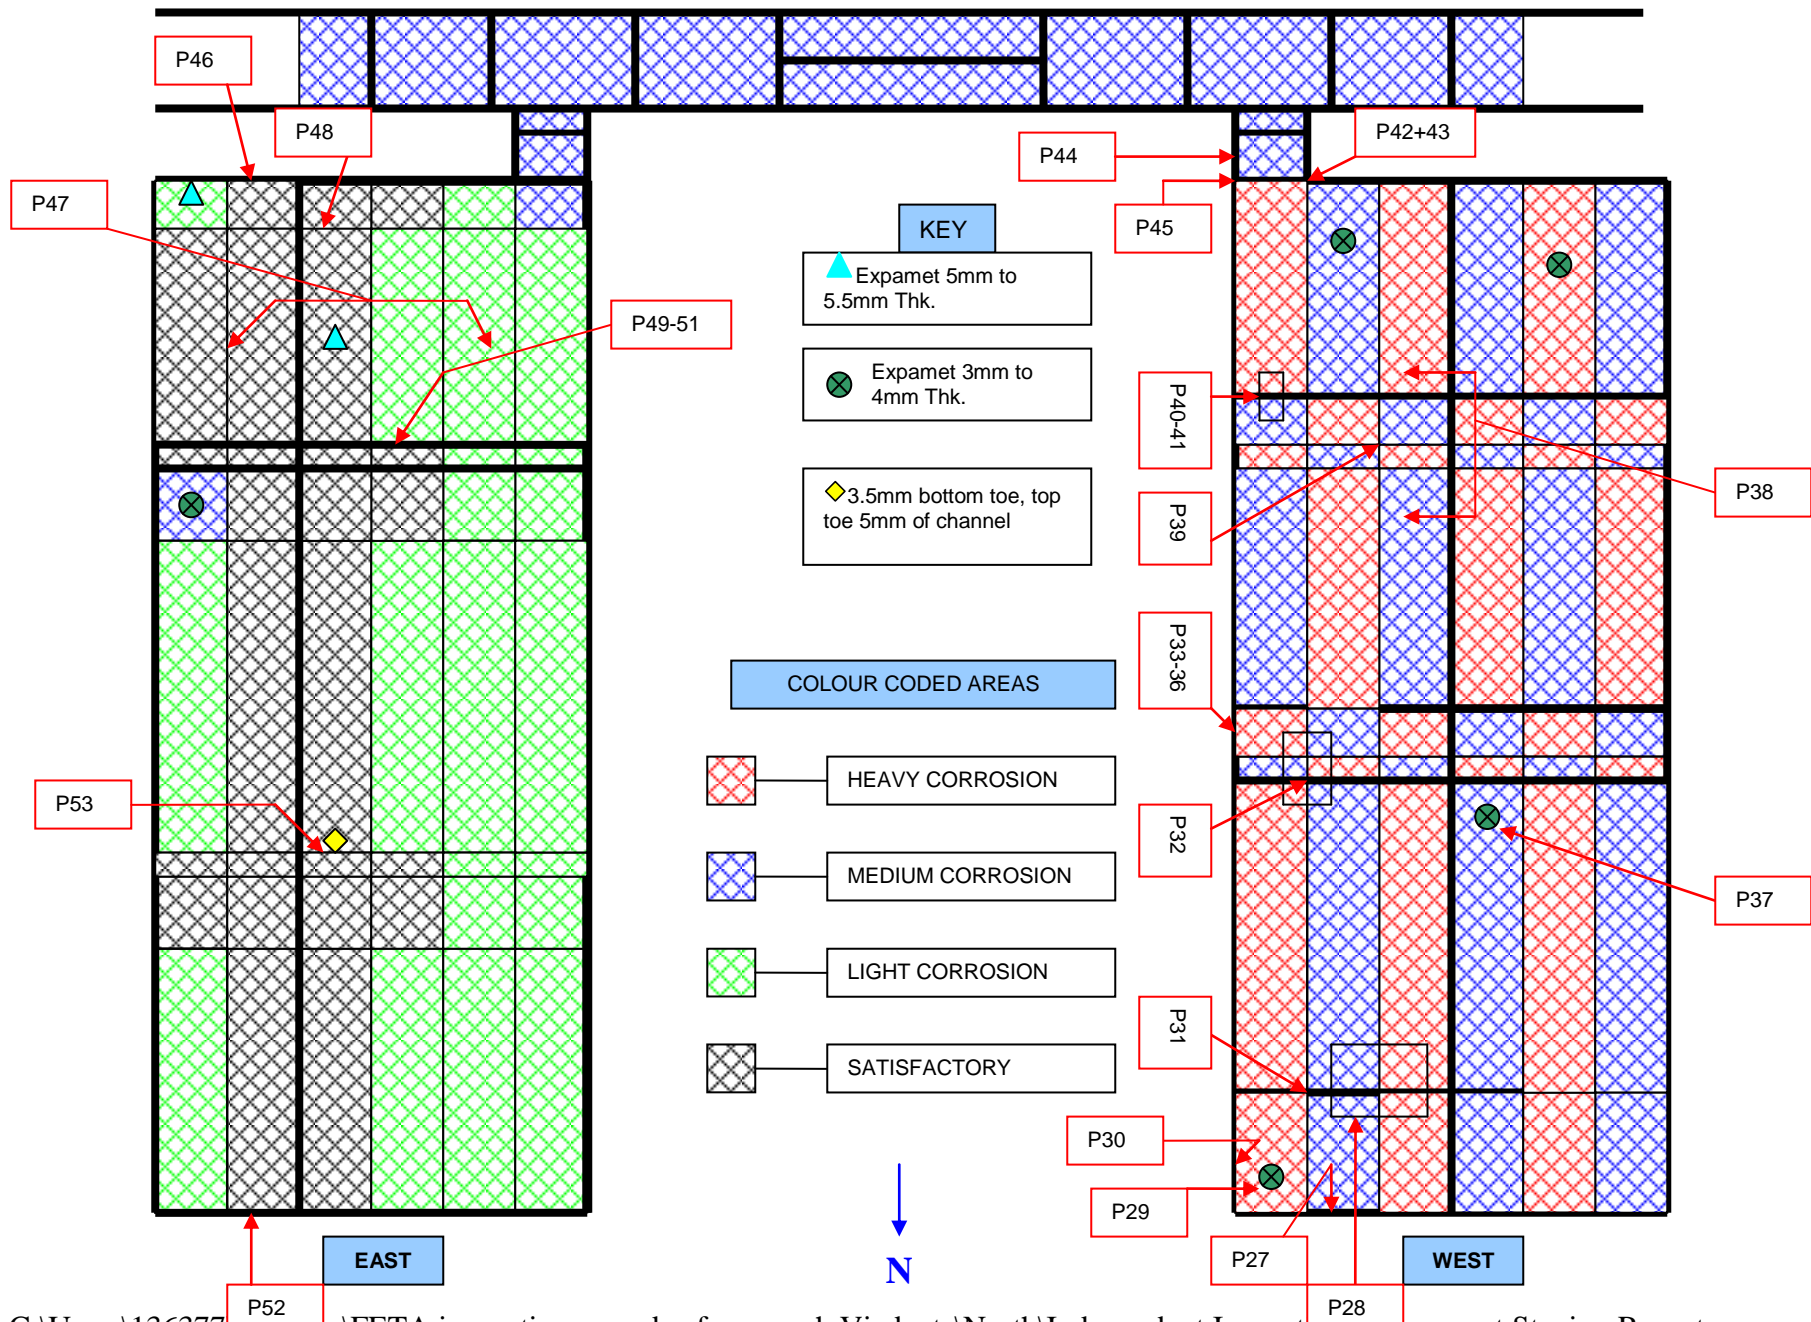 P46
P48
P47
P44
P42+43
P45
KEY
Expamet 5mm to
5.5mm Thk.
P49-51
Expamet 3mm to
4mm Thk.
P40-41
P38
3.5mm bottom toe, top
toe 5mm of channel
P39
P33-36
COLOUR CODED AREAS
HEAVY CORROSION
P53
P32
MEDIUM CORROSION
P37
LIGHT CORROSION
P31
SATISFACTORY
P30
P29
EAST
N
P27
WEST
P52
P28